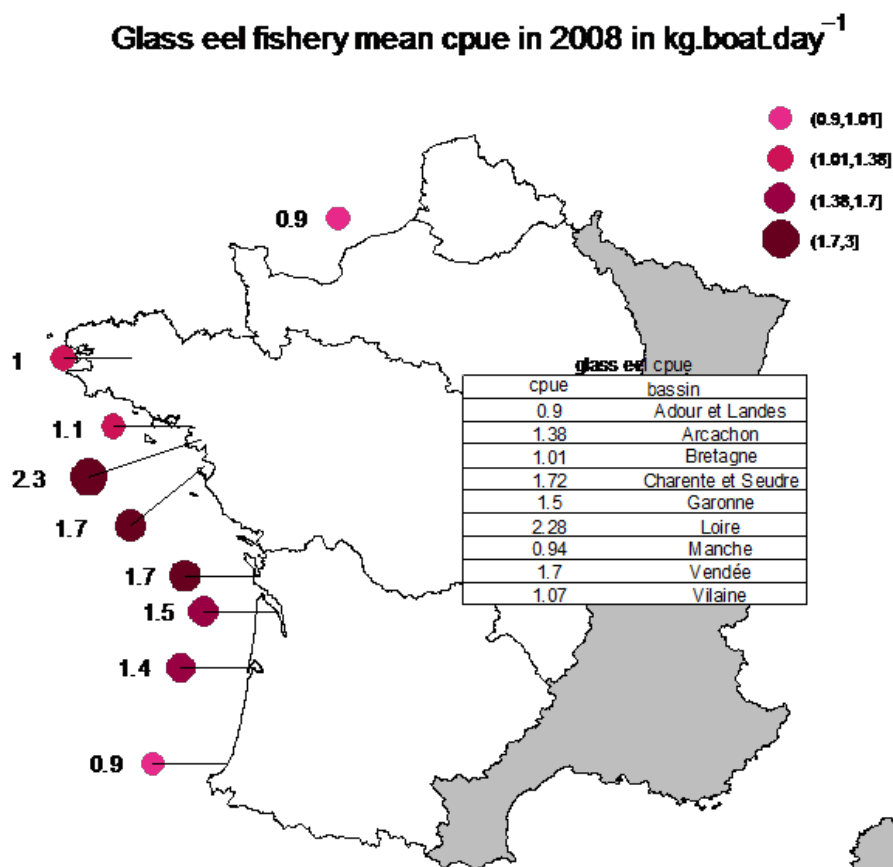 Glass eel fishery mean cpue in 2008 in kg.boat.day⁻¹
(0.9,1.01]
(1.01,1.38]
(1.38,1.7]
(1.7,3]
0.9
1
1.1
2.3
1.7
1.7
1.5
1.4
0.9
glass eel cpue
cpue bassin
0.9 Adour et Landes
1.38 Arcachon
1.01 Bretagne
1.72 Charente et Seudre
1.5 Garonne
2.28 Loire
0.94 Manche
1.7 Vendée
1.07 Vilaine